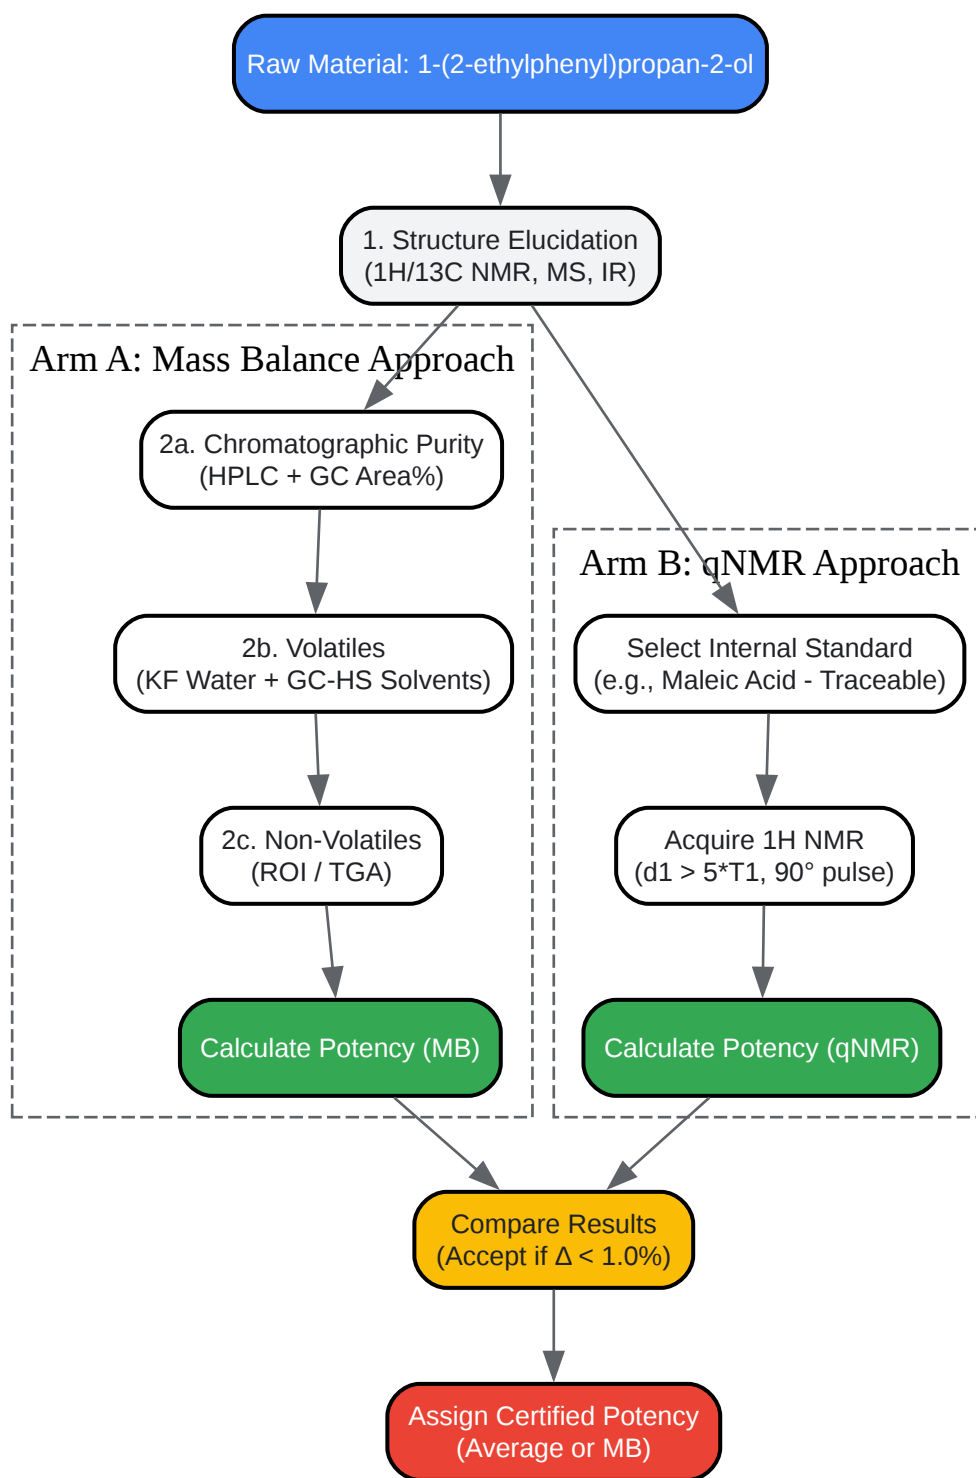 Raw Material: 1-(2-ethylphenyl)propan-2-ol
1. Structure Elucidation
(1H/13C NMR, MS, IR)
Arm A: Mass Balance Approach
2a. Chromatographic Purity
(HPLC + GC Area%)
2b. Volatiles
(KF Water + GC-HS Solvents)
2c. Non-Volatiles
(ROI / TGA)
Calculate Potency (MB)
Arm B: qNMR Approach
Select Internal Standard
(e.g., Maleic Acid - Traceable)
Acquire 1H NMR
(d1 > 5*T1, 90° pulse)
Calculate Potency (qNMR)
Compare Results
(Accept if Δ < 1.0%)
Assign Certified Potency
(Average or MB)